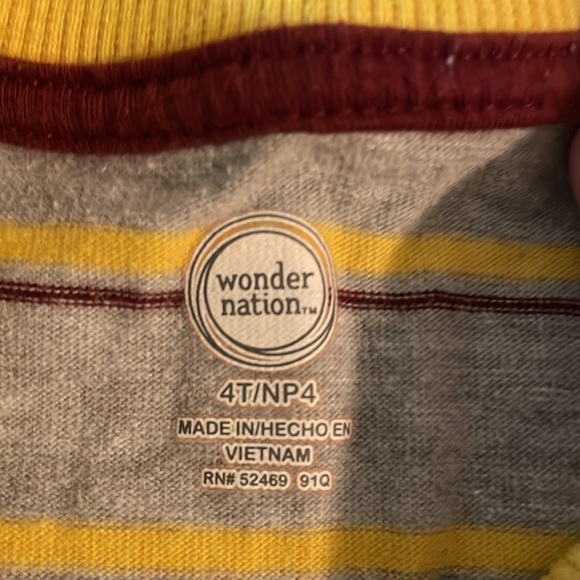 wonder
nation™
4T/NP4
MADE IN/HECHO EN
VIETNAM
RN# 52469 91Q